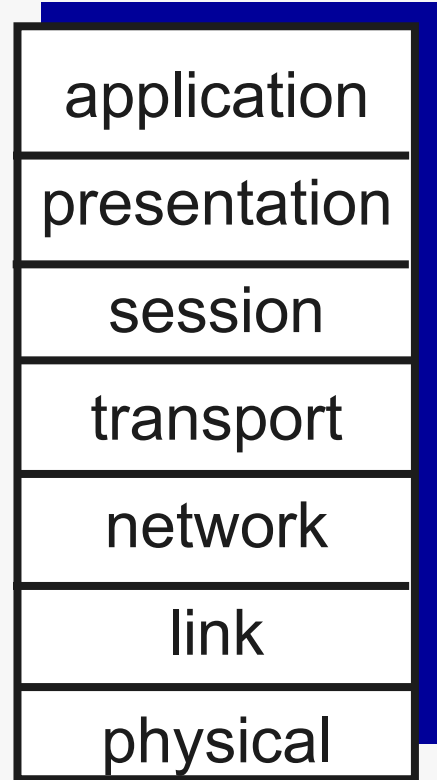 application
presentation
session
transport
network
link
physical